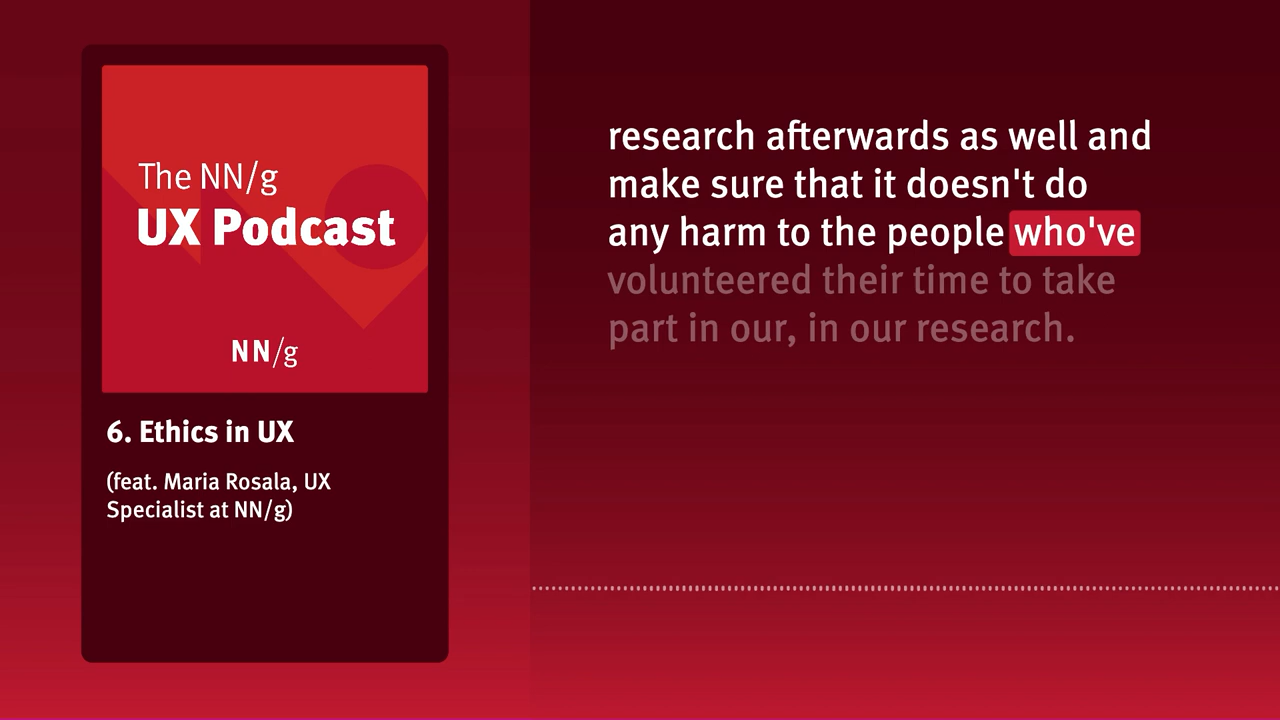 The NN/g
UX Podcast
NN/g
6. Ethics in UX
(feat. Maria Rosala, UX
Specialist at NN/g)
research afterwards as well and
make sure that it doesn't do
any harm to the people who've
volunteered their time to take
part in our, in our research.